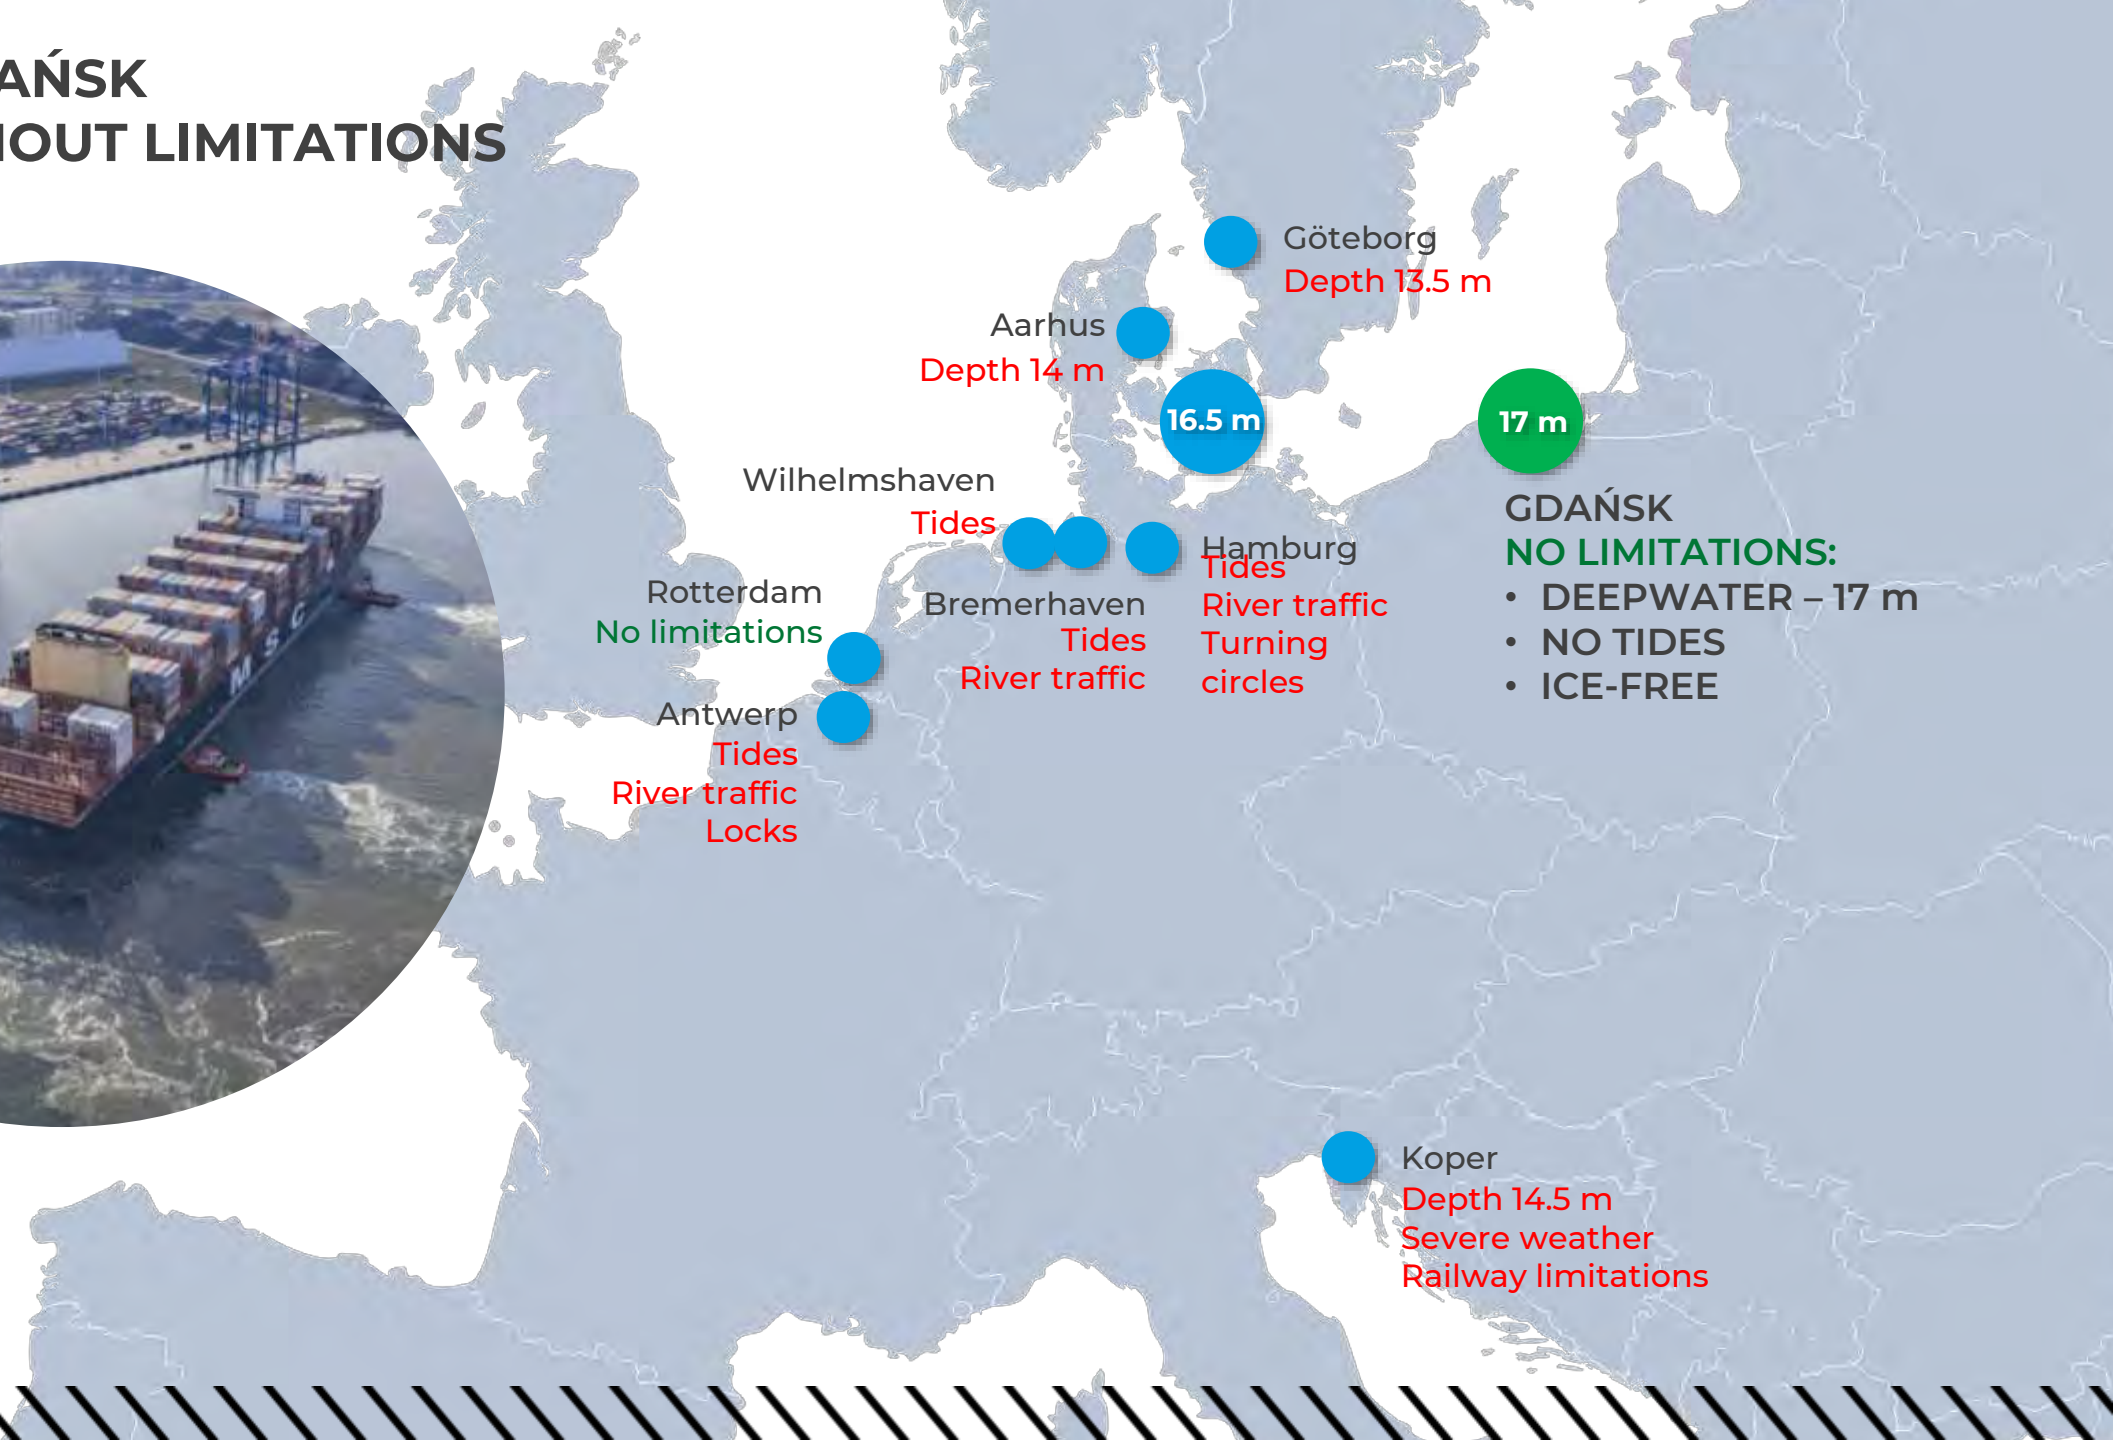 AŃSK
HOUT LIMITATIONS
Göteborg
Depth 13.5 m
Aarhus
Depth 14 m
16.5 m
17 m
Wilhelmshaven
Tides
GDAŃSK
NO LIMITATIONS:
• DEEPWATER – 17 m
• NO TIDES
• ICE-FREE
Hamburg
Tides
River traffic
Turning
circles
Rotterdam
No limitations
Bremerhaven
Tides
River traffic
Antwerp
Tides
River traffic
Locks
MSC
Koper
Depth 14.5 m
Severe weather
Railway limitations